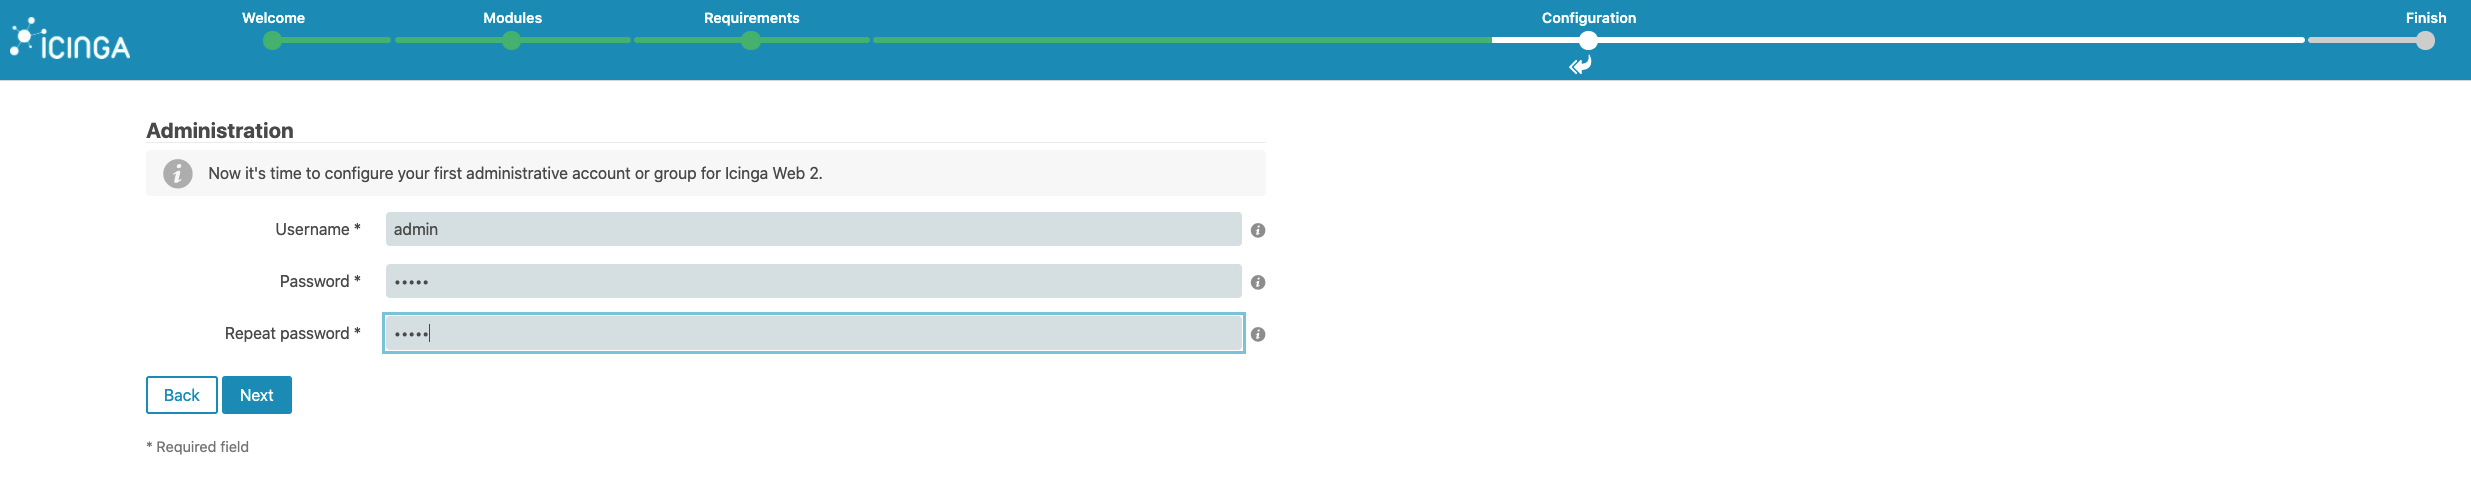 Welcome Modules Requirements Configuration Finish
ICINGA
Administration
Now it's time to configure your first administrative account or group for Icinga Web 2.
Username * admin
Password * •••••
Repeat password * •••••
Back Next
* Required field